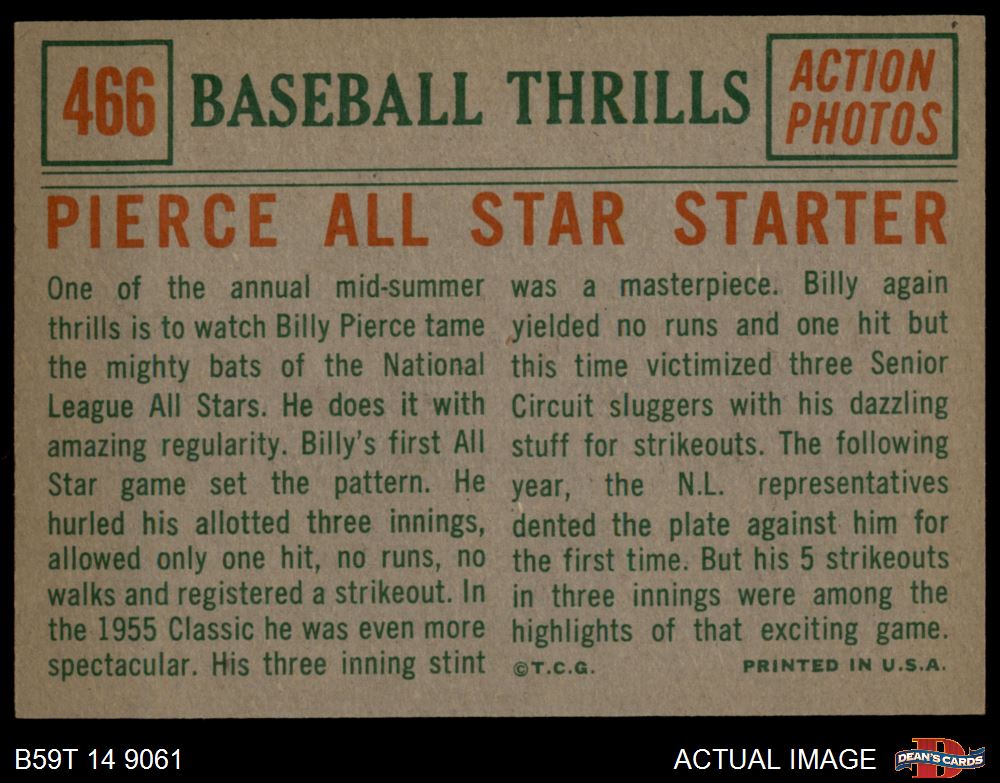 466
BASEBALL THRILLS
ACTION
PHOTOS
PIERCE ALL STAR STARTER
One of the annual mid-summer
thrills is to watch Billy Pierce tame
the mighty bats of the National
League All Stars. He does it with
amazing regularity. Billy's first All
Star game set the pattern. He
hurled his allotted three innings,
allowed only one hit, no runs, no
walks and registered a strikeout. In
the 1955 Classic he was even more
spectacular. His three inning stint
was a masterpiece. Billy again
yielded no runs and one hit but
this time victimized three Senior
Circuit sluggers with his dazzling
stuff for strikeouts. The following
year, the N.L. representatives
dented the plate against him for
the first time. But his 5 strikeouts
in three innings were among the
highlights of that exciting game.
©T.C.G. PRINTED IN U.S.A.
B59T 14 9061
ACTUAL IMAGE
D
DEAN'S CARDS